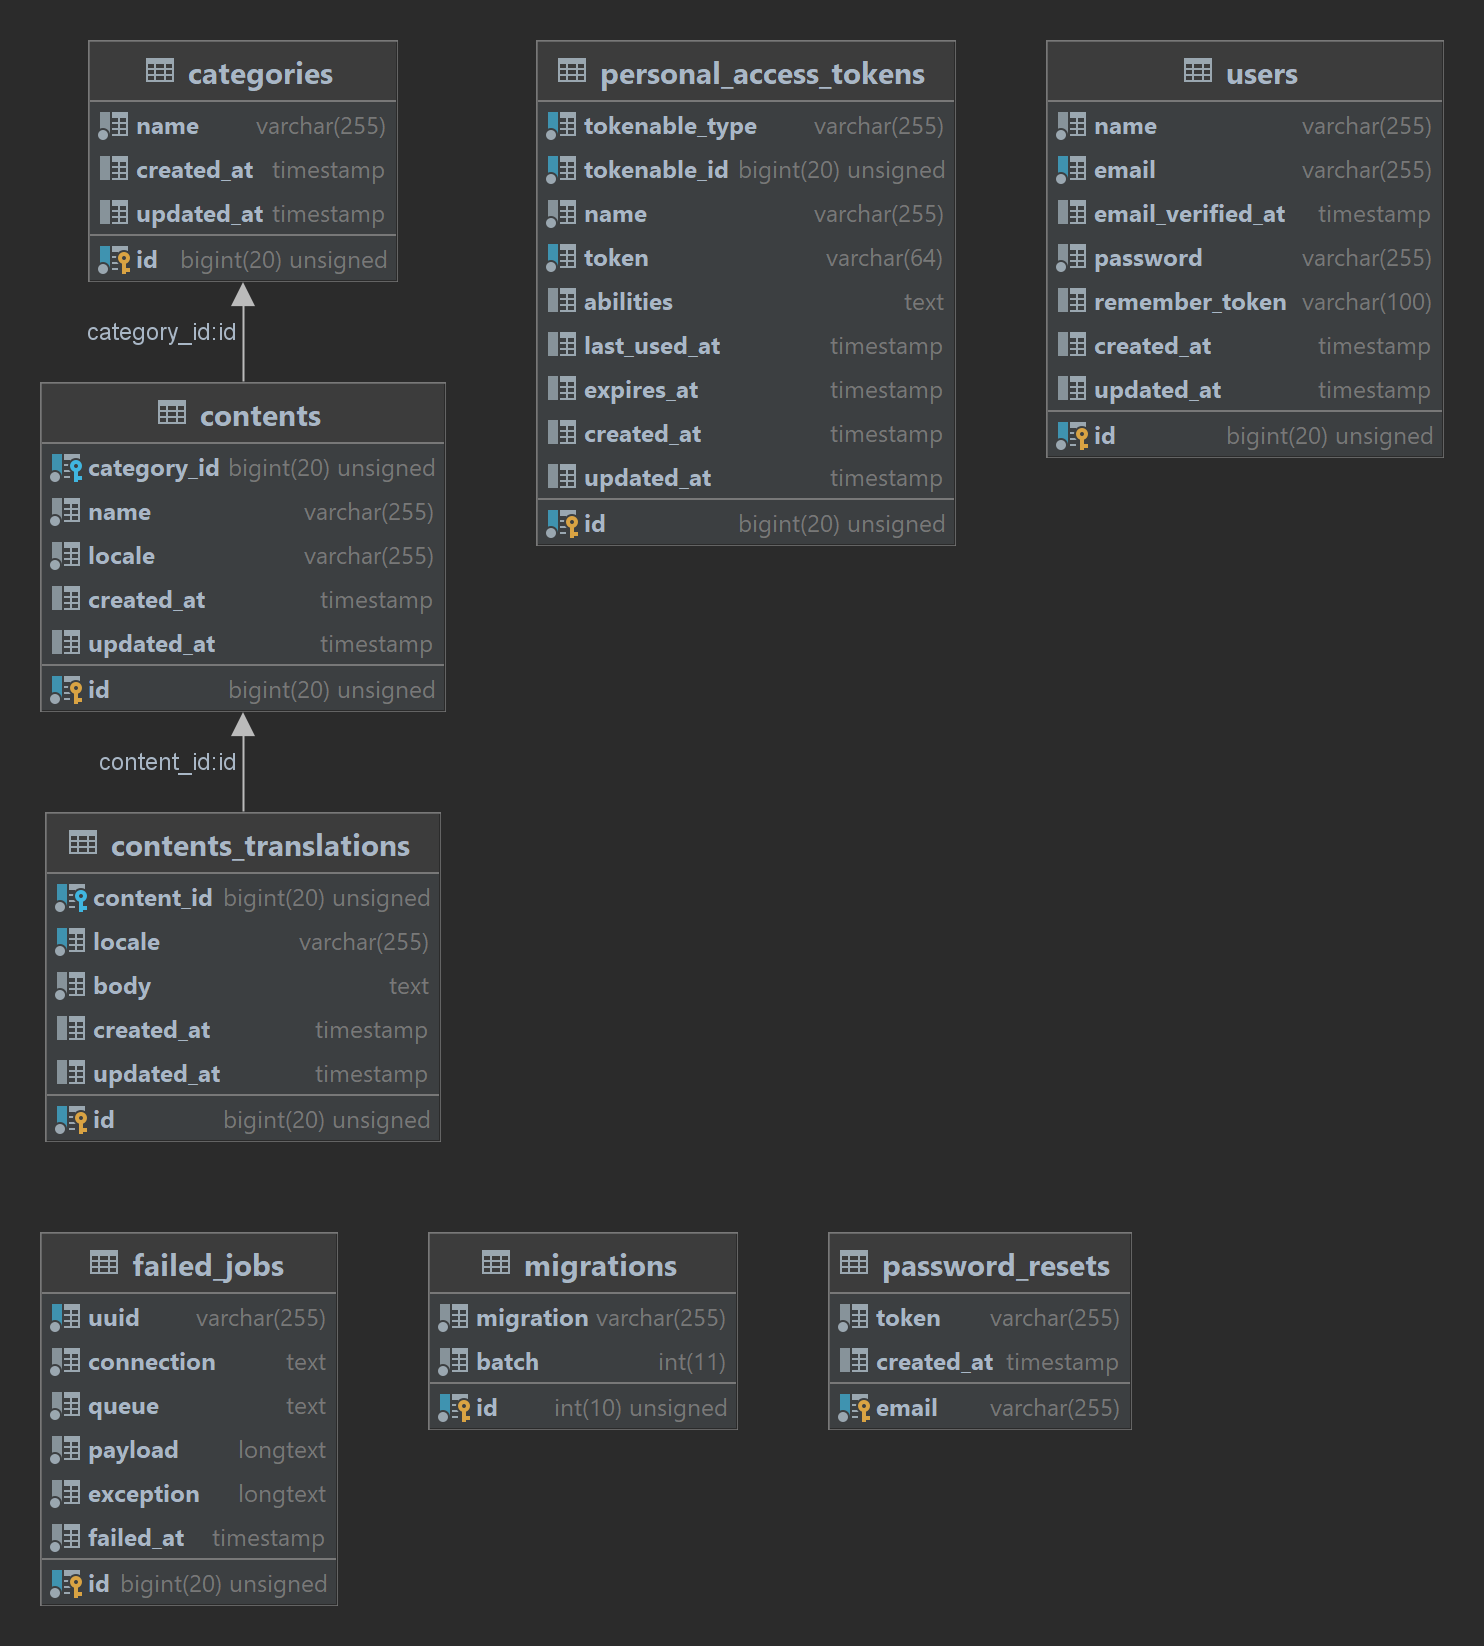 categories
name varchar(255)
created_at timestamp
updated_at timestamp
id bigint(20) unsigned
category_id:id
contents
category_id bigint(20) unsigned
name varchar(255)
locale varchar(255)
created_at timestamp
updated_at timestamp
id bigint(20) unsigned
content_id:id
contents_translations
content_id bigint(20) unsigned
locale varchar(255)
body text
created_at timestamp
updated_at timestamp
id bigint(20) unsigned
personal_access_tokens
tokenable_type varchar(255)
tokenable_id bigint(20) unsigned
name varchar(255)
token varchar(64)
abilities text
last_used_at timestamp
expires_at timestamp
created_at timestamp
updated_at timestamp
id bigint(20) unsigned
users
name varchar(255)
email varchar(255)
email_verified_at timestamp
password varchar(255)
remember_token varchar(100)
created_at timestamp
updated_at timestamp
id bigint(20) unsigned
failed_jobs
uuid varchar(255)
connection text
queue text
payload longtext
exception longtext
failed_at timestamp
id bigint(20) unsigned
migrations
migration varchar(255)
batch int(11)
id int(10) unsigned
password_resets
token varchar(255)
created_at timestamp
email varchar(255)